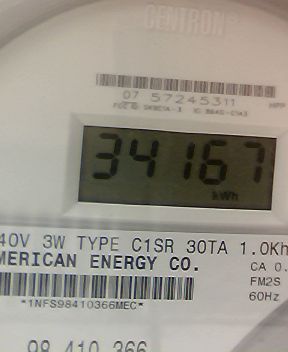 CENTRON®
07 57245311
34167
kWh
40V 3W TYPE C1SR 30TA 1.0Kh
MERICAN ENERGY CO.
CA 0.
FM2S
*1NFS98410366MEC*
60Hz
98 410 366